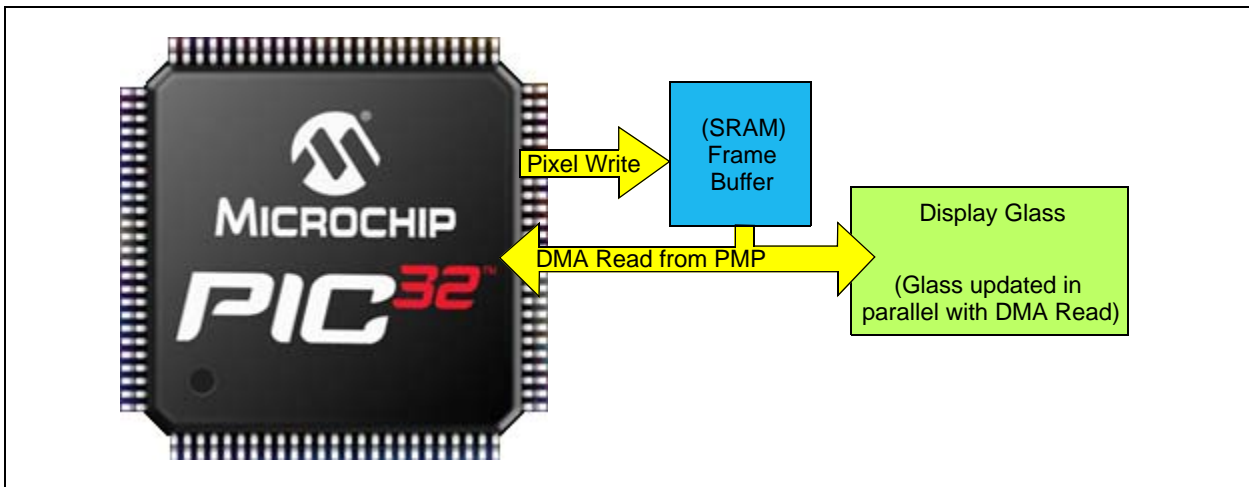 MICROCHIP
PIC32™
Pixel Write
(SRAM)
Frame
Buffer
DMA Read from PMP
Display Glass
(Glass updated in
parallel with DMA Read)